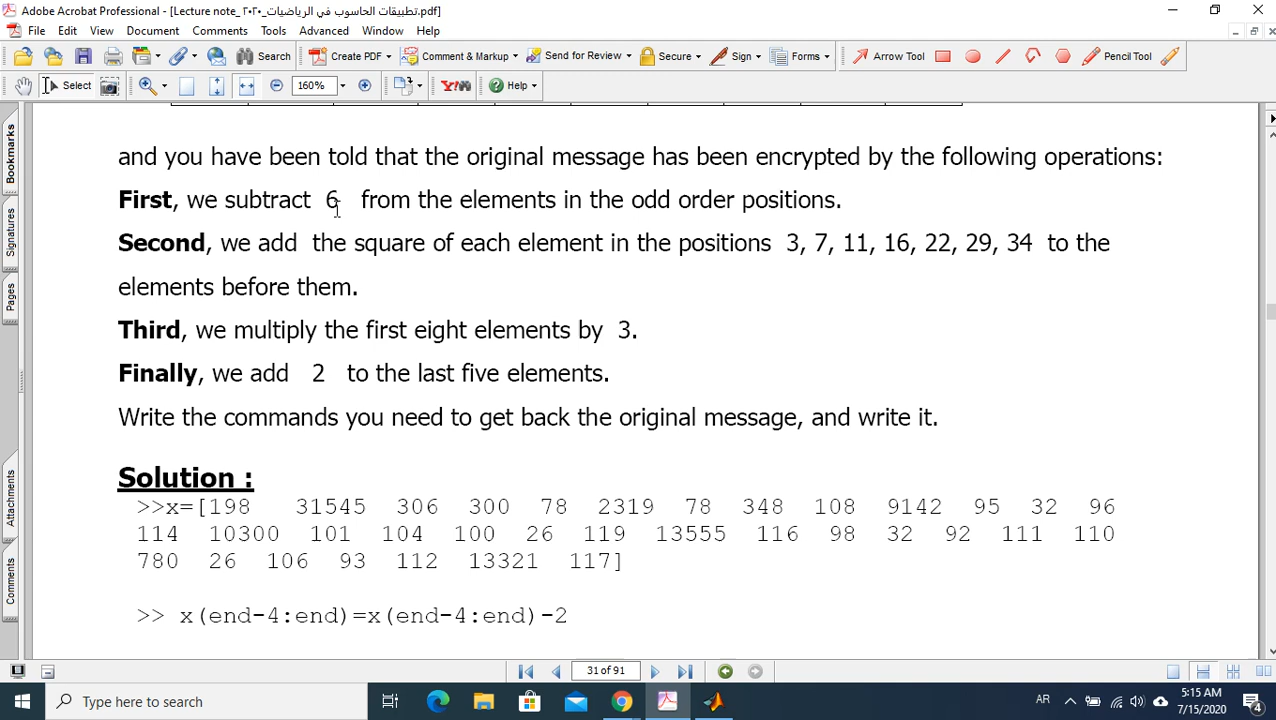 Adobe Acrobat Professional - [Lecture note_ ٢٠٢٠_تطبيقات الحاسوب في الرياضيات.pdf]
File Edit View Document Comments Tools Advanced Window Help
Search Create PDF Comment & Markup Send for Review Secure Sign Forms Arrow Tool Pencil Tool
Select 160% Y! Help
and you have been told that the original message has been encrypted by the following operations:
First, we subtract 6 from the elements in the odd order positions.
Second, we add the square of each element in the positions 3, 7, 11, 16, 22, 29, 34 to the
elements before them.
Third, we multiply the first eight elements by 3.
Finally, we add 2 to the last five elements.
Write the commands you need to get back the original message, and write it.
Solution :
>>x=[198 31545 306 300 78 2319 78 348 108 9142 95 32 96
114 10300 101 104 100 26 119 13555 116 98 32 92 111 110
780 26 106 93 112 13321 117]
>> x(end-4:end)=x(end-4:end)-2
Bookmarks
Signatures
Pages
Attachments
Comments
31 of 91
Type here to search
AR
5:15 AM
7/15/2020
4